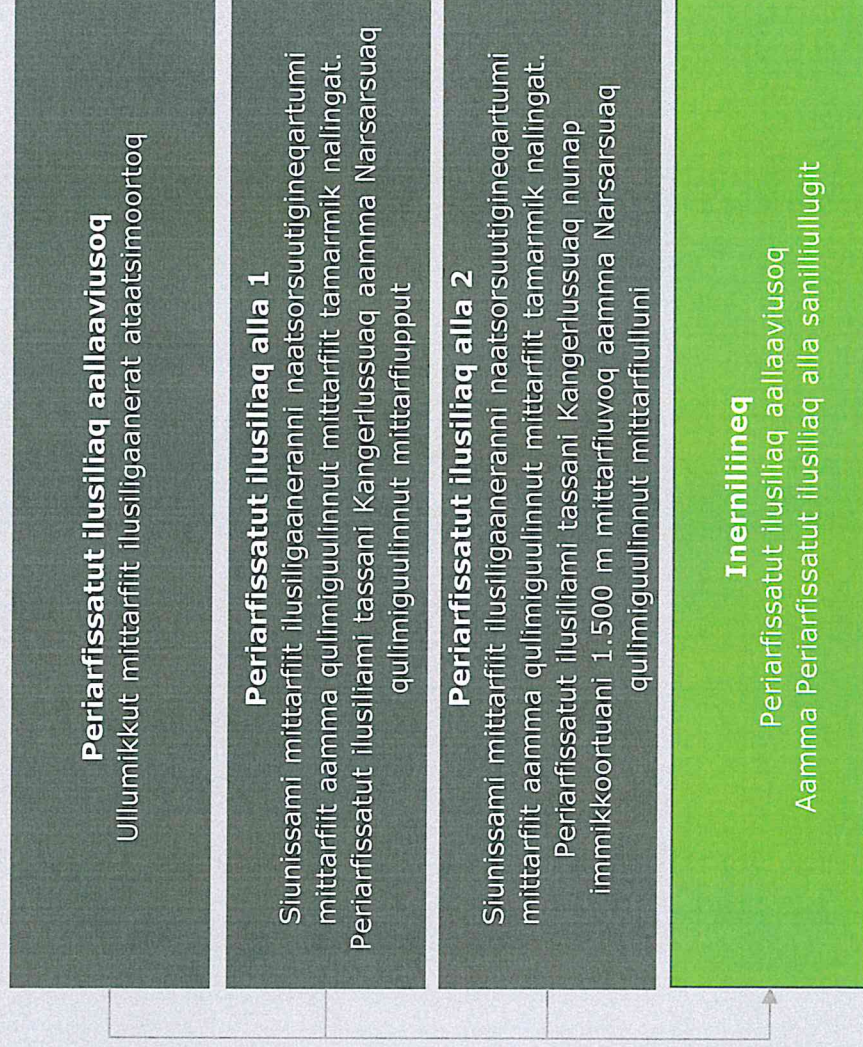 Periarfissatut ilusiliaq aallaaviusoq
Ullumikkut mittarfiit ilusiligaanerat ataatsimoortoq
Periarfissatut ilusiliaq alla 1
Siunissami mittarfiit ilusiligaaneranni naatsorsuutigineqartumi
mittarfiit aamma qulimiguulinnut mittarfiit tamarmik nalingat.
Periarfissatut ilusiliami tassani Kangerlussuaq aamma Narsarsuaq
qulimiguulinnut mittarfiupput
Periarfissatut ilusiliaq alla 2
Siunissami mittarfiit ilusiligaaneranni naatsorsuutigineqartumi
mittarfiit aamma qulimiguulinnut mittarfiit tamarmik nalingat.
Periarfissatut ilusiliami tassani Kangerlussuaq nunap
immikkoortuani 1.500 m mittarfiuvoq aamma Narsarsuaq
qulimiguulinnut mittarfiulluni
Inerniliineq
Periarfissatut ilusiliaq aallaaviusoq
Aamma Periarfissatut ilusiliaq alla sanilliullugit